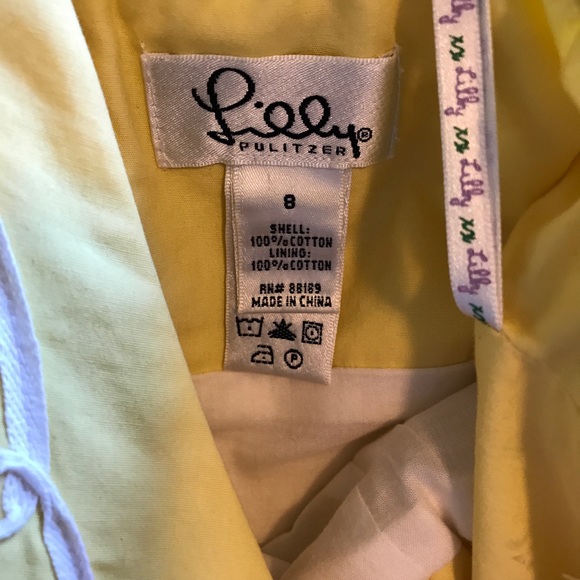 Lilly®
PULITZER
8
SHELL:
100% COTTON
LINING:
100% COTTON
RN# 88189
MADE IN CHINA
P
xx Lilly xx Lilly xx Lilly